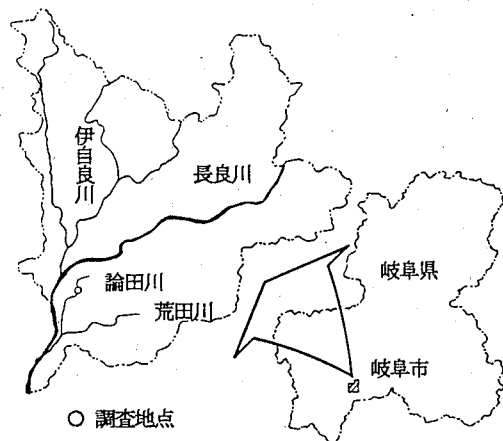 伊自良川
長良川
論田川
荒田川
岐阜県
岐阜市
○ 調査地点